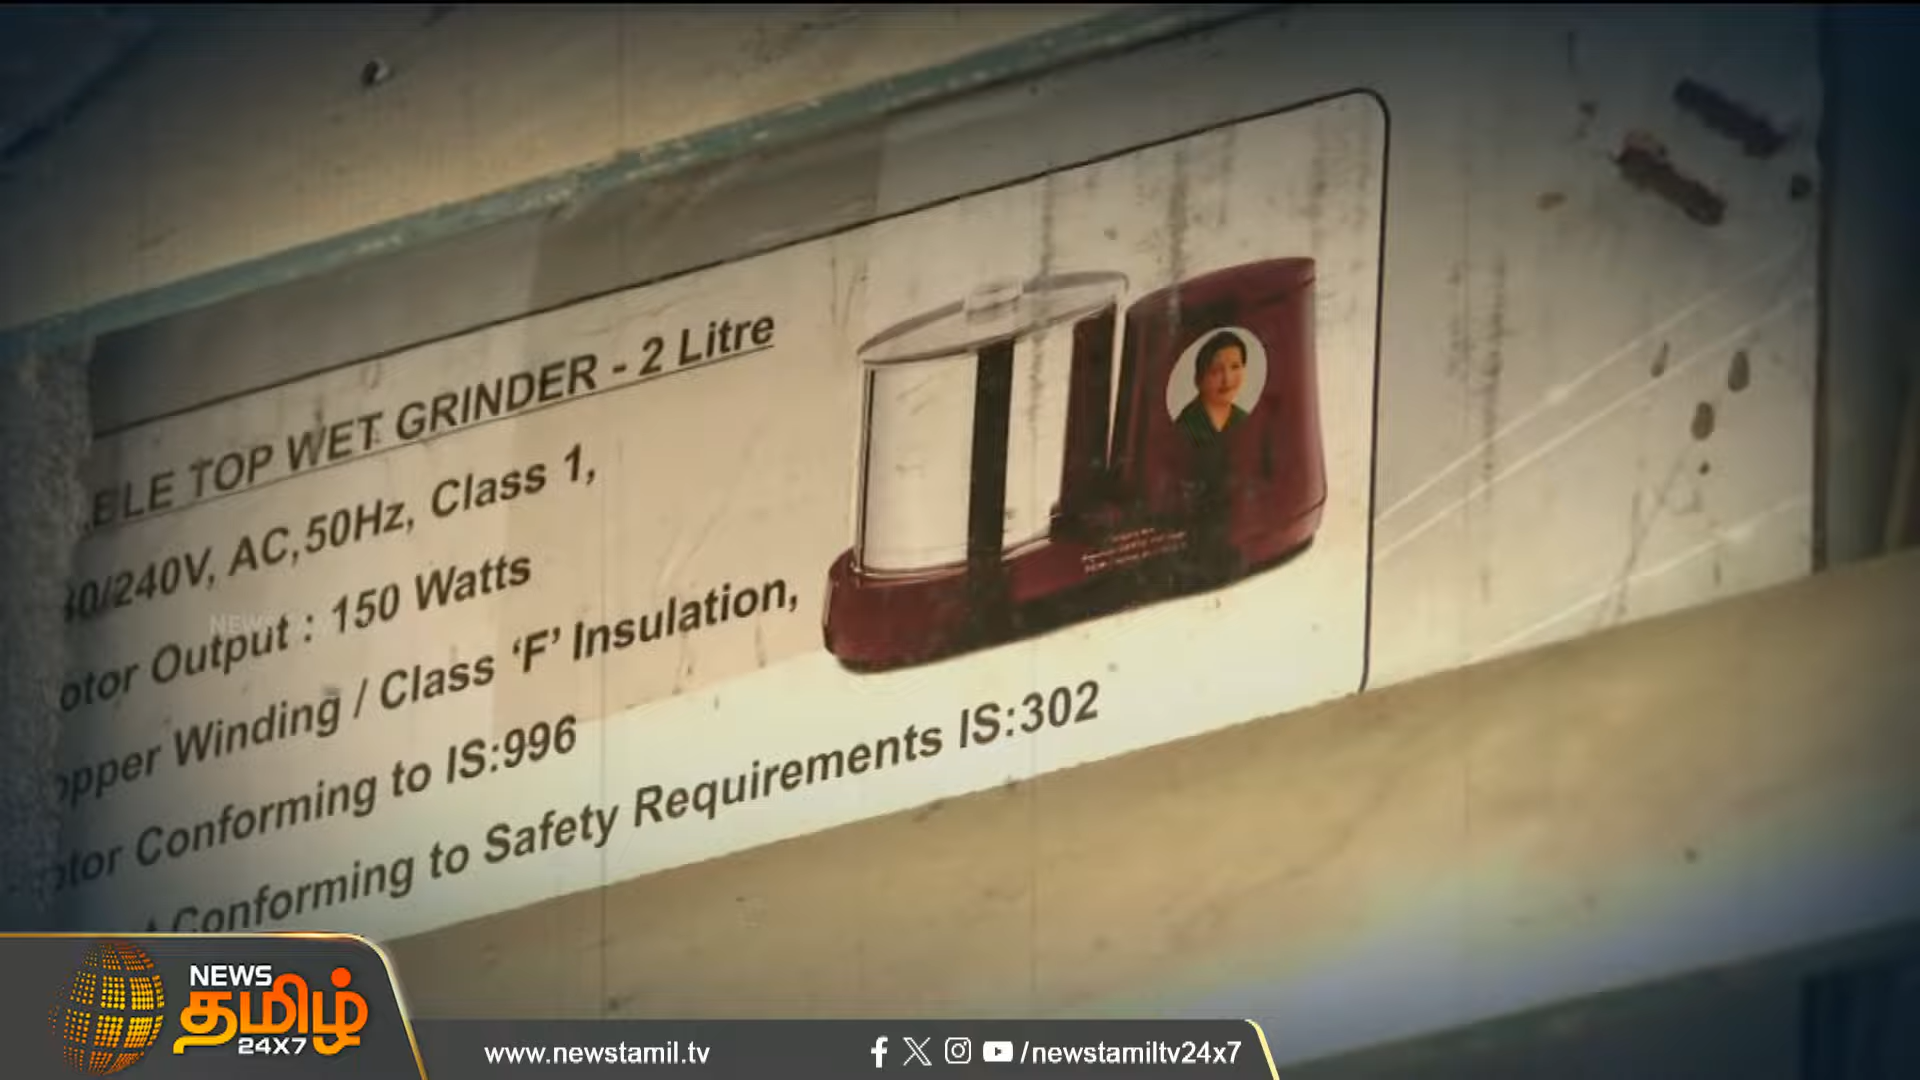 BLE TOP WET GRINDER - 2 Litre
0/240V, AC,50Hz, Class 1,
otor Output : 150 Watts
opper Winding / Class ‘F’ Insulation,
otor Conforming to IS:996
Conforming to Safety Requirements IS:302
NEWS
தமிழ்
24X7
www.newstamil.tv
/newstamiltv24x7